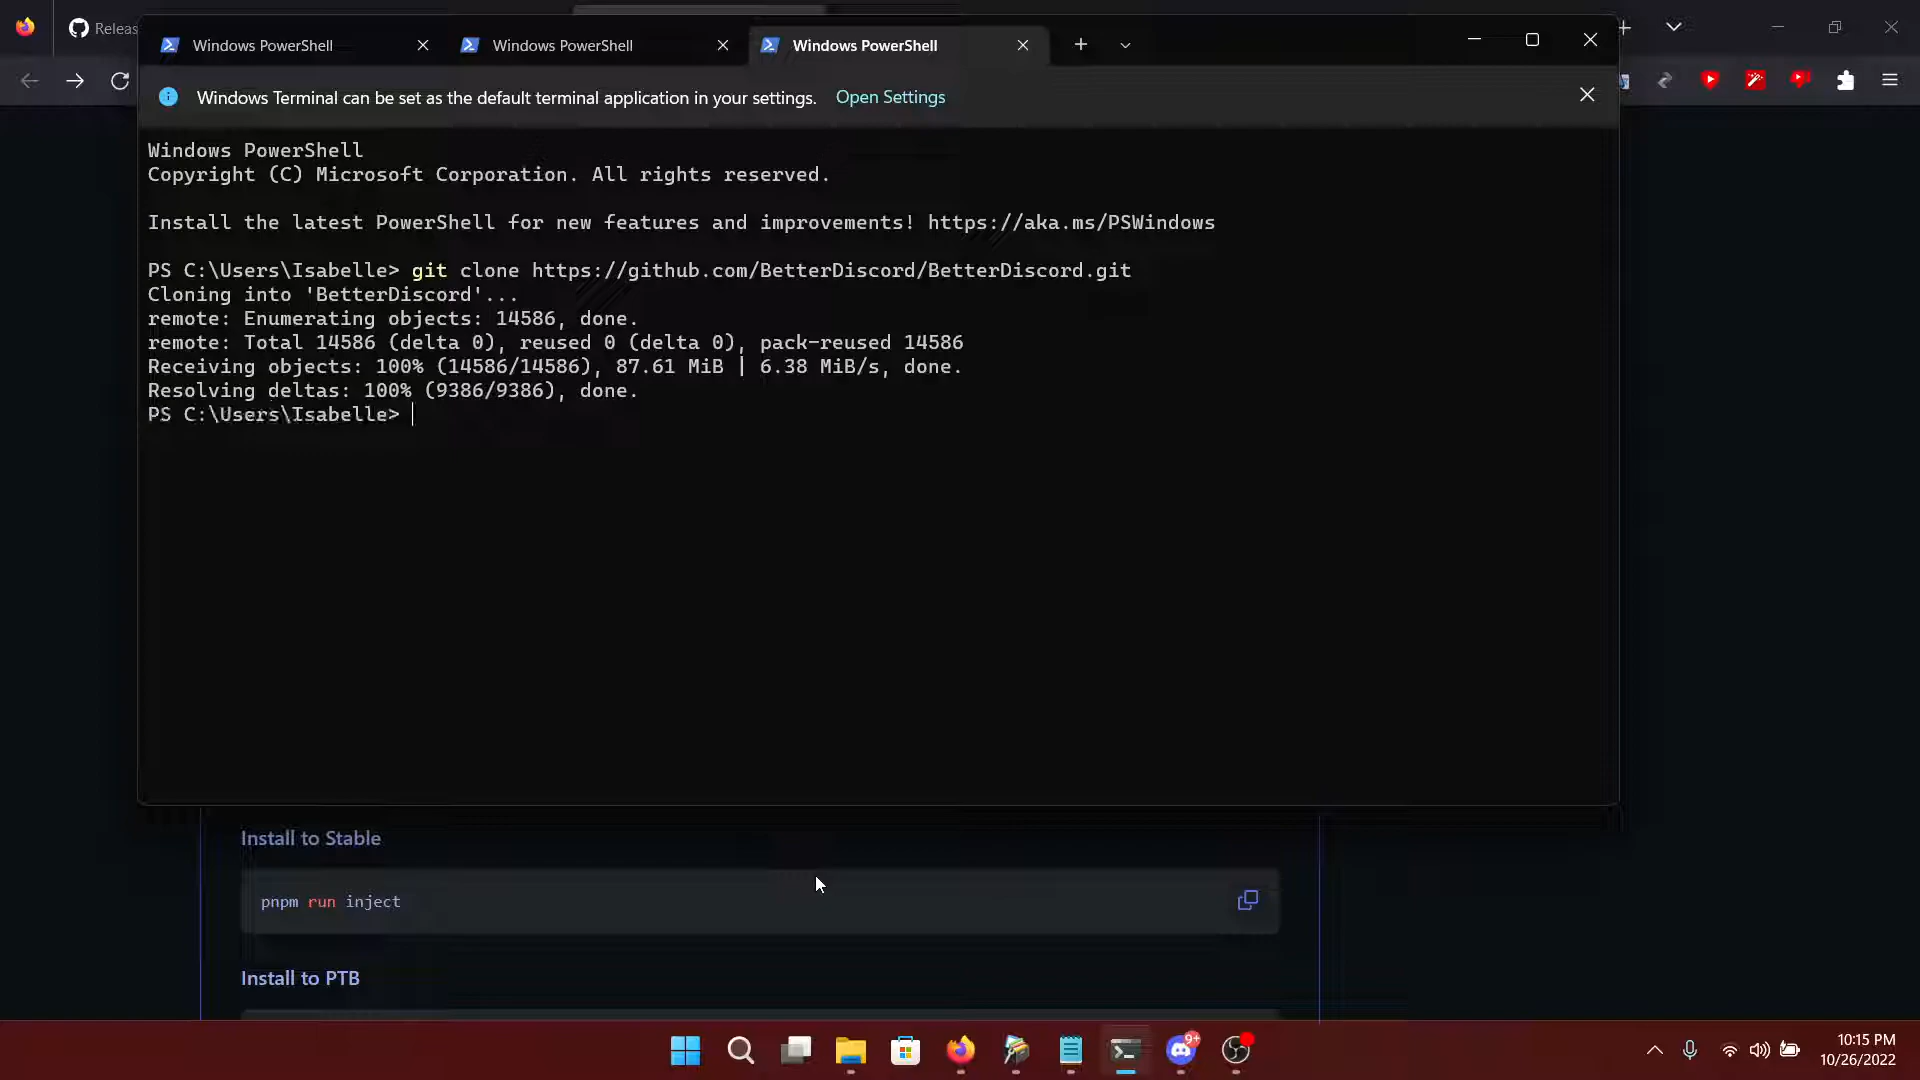 Releas
Windows PowerShell
Windows PowerShell
Windows PowerShell
Windows Terminal can be set as the default terminal application in your settings. Open Settings
Windows PowerShell
Copyright (C) Microsoft Corporation. All rights reserved.
Install the latest PowerShell for new features and improvements! https://aka.ms/PSWindows
PS C:\Users\Isabelle> git clone https://github.com/BetterDiscord/BetterDiscord.git
Cloning into 'BetterDiscord'...
remote: Enumerating objects: 14586, done.
remote: Total 14586 (delta 0), reused 0 (delta 0), pack-reused 14586
Receiving objects: 100% (14586/14586), 87.61 MiB | 6.38 MiB/s, done.
Resolving deltas: 100% (9386/9386), done.
PS C:\Users\Isabelle>
Install to Stable
pnpm run inject
Install to PTB
9+
10:15 PM
10/26/2022